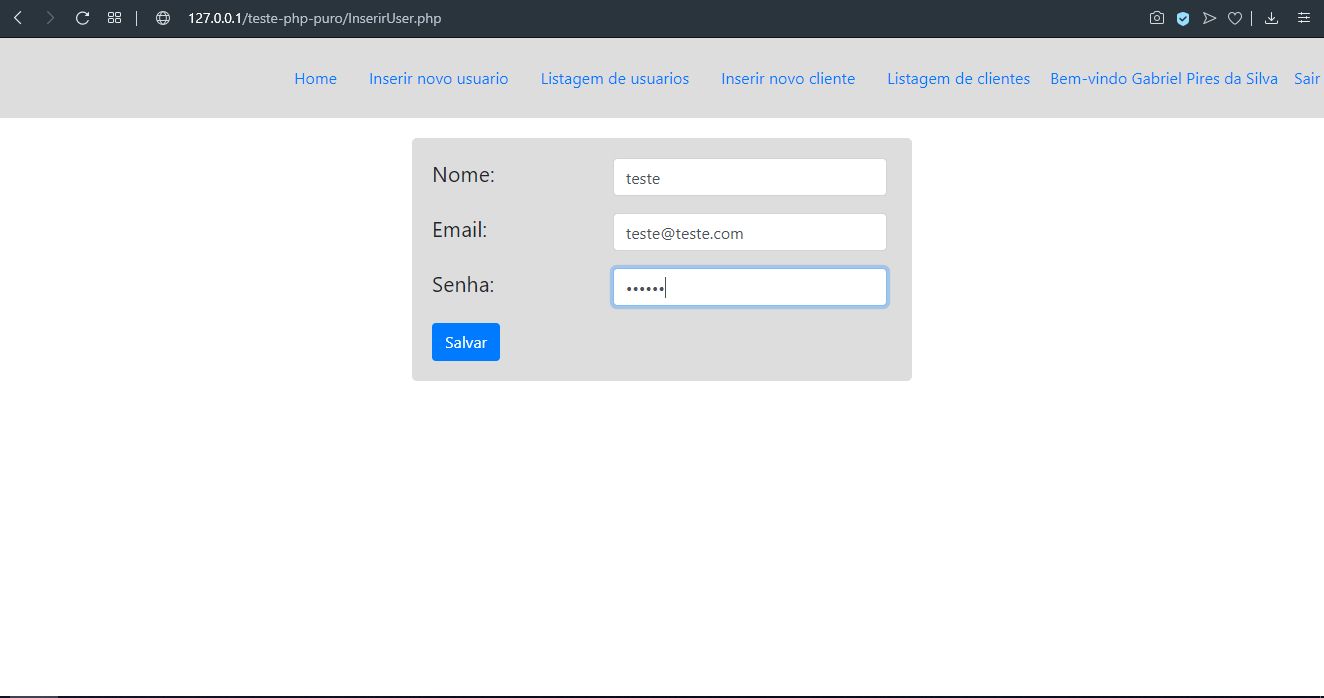 127.0.0.1/teste-php-puro/InserirUser.php
Home Inserir novo usuario Listagem de usuarios Inserir novo cliente Listagem de clientes Bem-vindo Gabriel Pires da Silva Sair
Nome: teste
Email: teste@teste.com
Senha: ••••••
Salvar